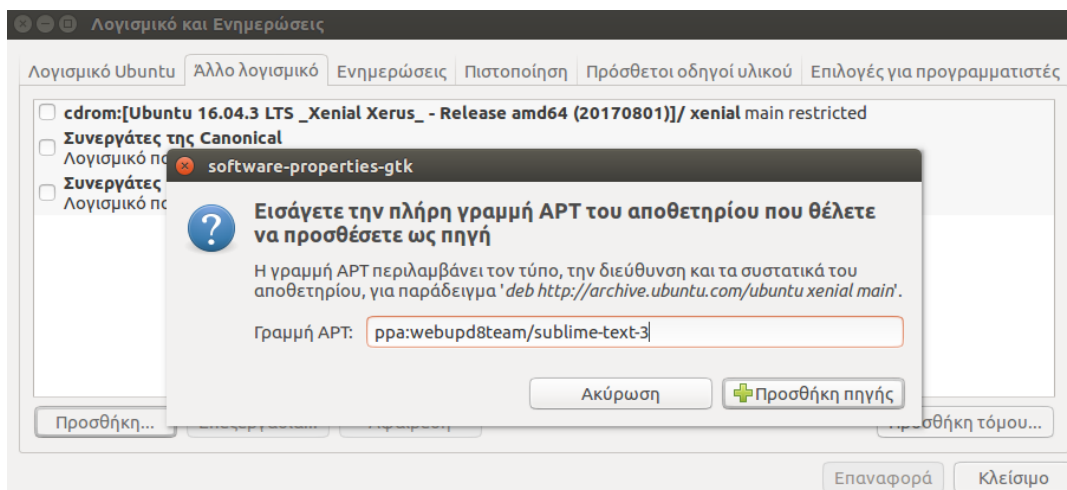 Λογισμικό και Ενημερώσεις
Λογισμικό Ubuntu Άλλο λογισμικό Ενημερώσεις Πιστοποίηση Πρόσθετοι οδηγοί υλικού Επιλογές για προγραμματιστές
cdrom:[Ubuntu 16.04.3 LTS _Xenial Xerus_ - Release amd64 (20170801)]/ xenial main restricted
Συνεργάτες της Canonical
Λογισμικό
Συνεργάτες
Λογισμικό
software-properties-gtk
Εισάγετε την πλήρη γραμμή APT του αποθετηρίου που θέλετε
να προσθέσετε ως πηγή
Η γραμμή APT περιλαμβάνει τον τύπο, την διεύθυνση και τα συστατικά του
αποθετηρίου, για παράδειγμα 'deb http://archive.ubuntu.com/ubuntu xenial main'.
Γραμμή APT: ppa:webupd8team/sublime-text-3
Ακύρωση Προσθήκη πηγής
Προσθήκη... τόμου...
Επαναφορά Κλείσιμο